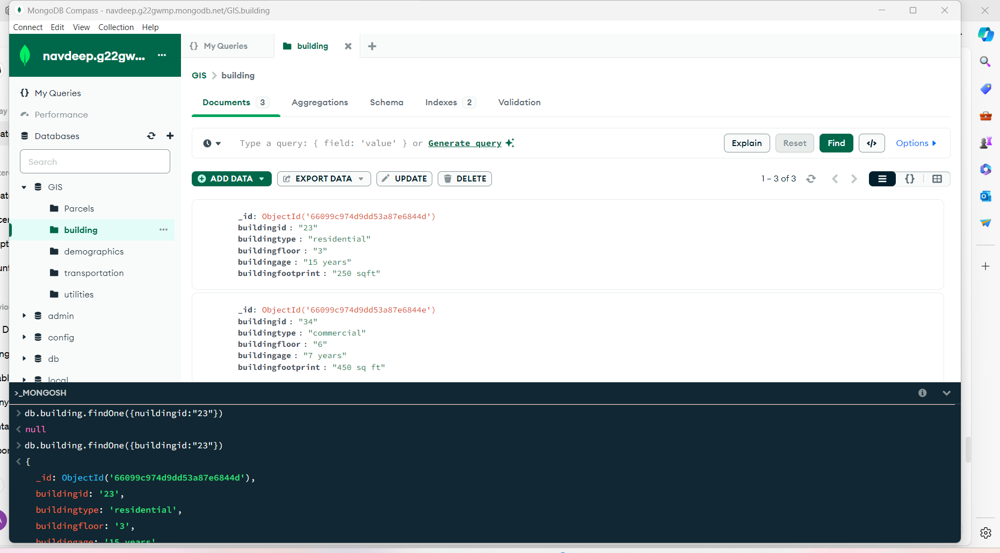 MongoDB Compass - navdeep.g22gwmp.mongodb.net/GIS.building
Connect Edit View Collection Help
navdeep.g22gw... ...
{} My Queries
building
{} My Queries
Performance
Databases
Search
GIS
Parcels
building ...
demographics
transportation
utilities
admin
config
db
local
GIS > building
Documents 3 Aggregations Schema Indexes 2 Validation
Type a query: { field: 'value' } or Generate query
Explain Reset Find </> Options
ADD DATA EXPORT DATA UPDATE DELETE
1 – 3 of 3 {}
_id: ObjectId('66099c974d9dd53a87e6844d')
buildingid : "23"
buildingtype : "residential"
buildingfloor : "3"
buildingage : "15 years"
buildingfootprint : "250 sqft"
_id: ObjectId('66099c974d9dd53a87e6844e')
buildingid : "34"
buildingtype : "commercial"
buildingfloor : "6"
buildingage : "7 years"
buildingfootprint : "450 sq ft"
>_MONGOSH
> db.building.findOne({nuildingid:"23"})
< null
> db.building.findOne({buildingid:"23"})
< {
_id: ObjectId('66099c974d9dd53a87e6844d'),
buildingid: '23',
buildingtype: 'residential',
buildingfloor: '3',
buildingage: '15 years'